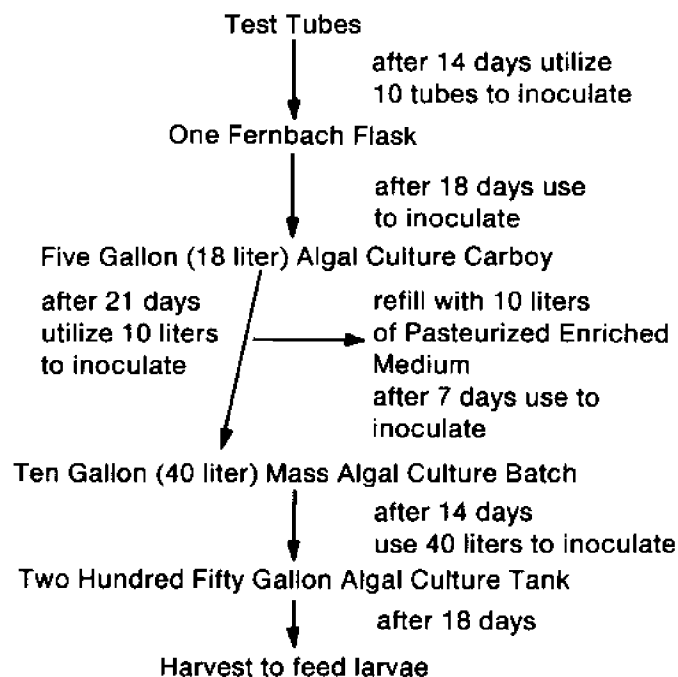 Test Tubes
after 14 days utilize
10 tubes to inoculate
One Fernbach Flask
after 18 days use
to inoculate
Five Gallon (18 liter) Algal Culture Carboy
after 21 days
utilize 10 liters
to inoculate
refill with 10 liters
of Pasteurized Enriched
Medium
after 7 days use to
inoculate
Ten Gallon (40 liter) Mass Algal Culture Batch
after 14 days
use 40 liters to inoculate
Two Hundred Fifty Gallon Algal Culture Tank
after 18 days
Harvest to feed larvae